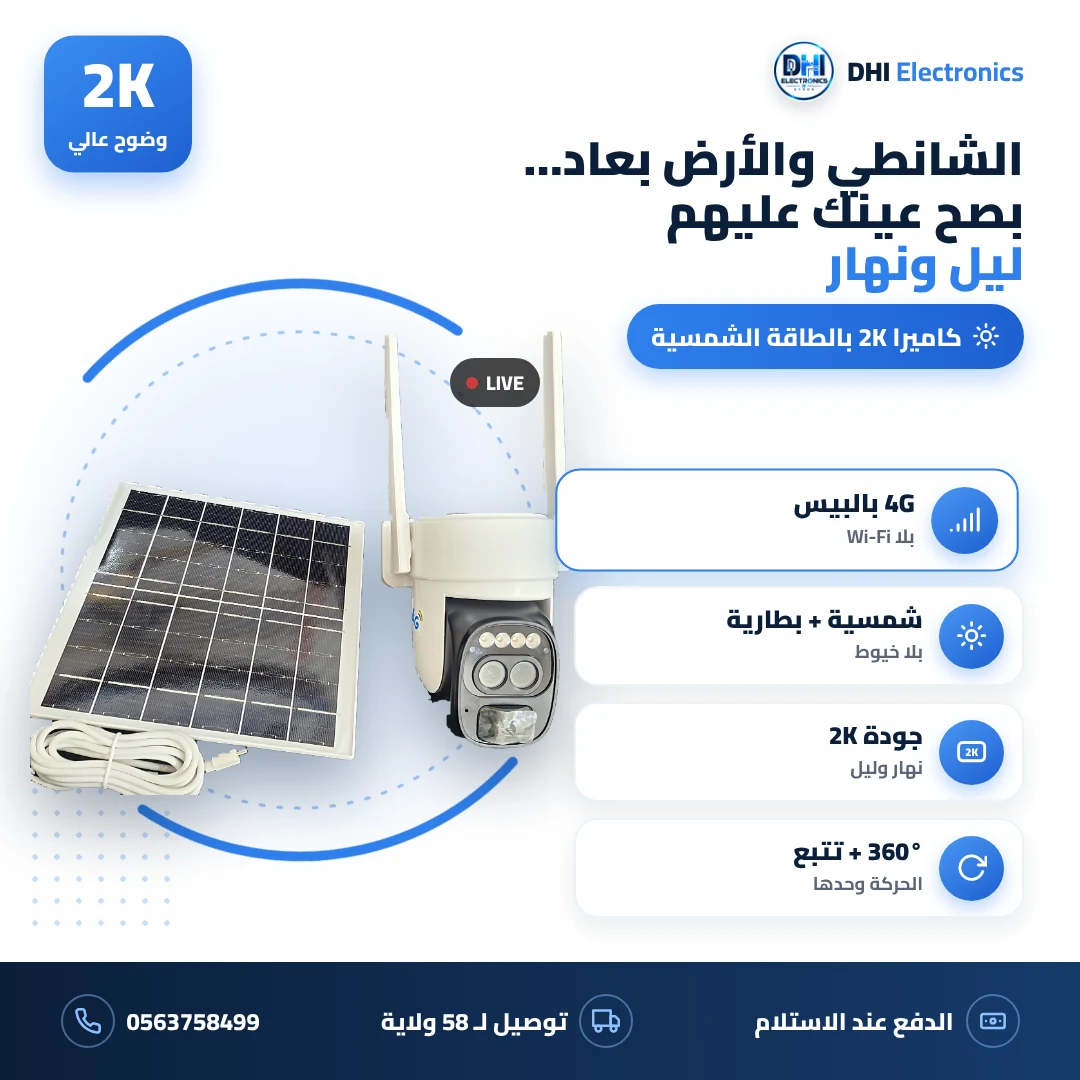 2K
وضوح عالي
DHI
ELECTRONICS
DHI Electronics
الشانطي والأرض بعاد...
بصح عينك عليهم
ليل ونهار
كاميرا 2K بالطاقة الشمسية
LIVE
4G بالبيس
بلا Wi-Fi
شمسية + بطارية
بلا خيوط
جودة 2K
نهار وليل
2K
360° + تتبع
الحركة وحدها
الدفع عند الاستلام
توصيل لـ 58 ولاية
0563758499